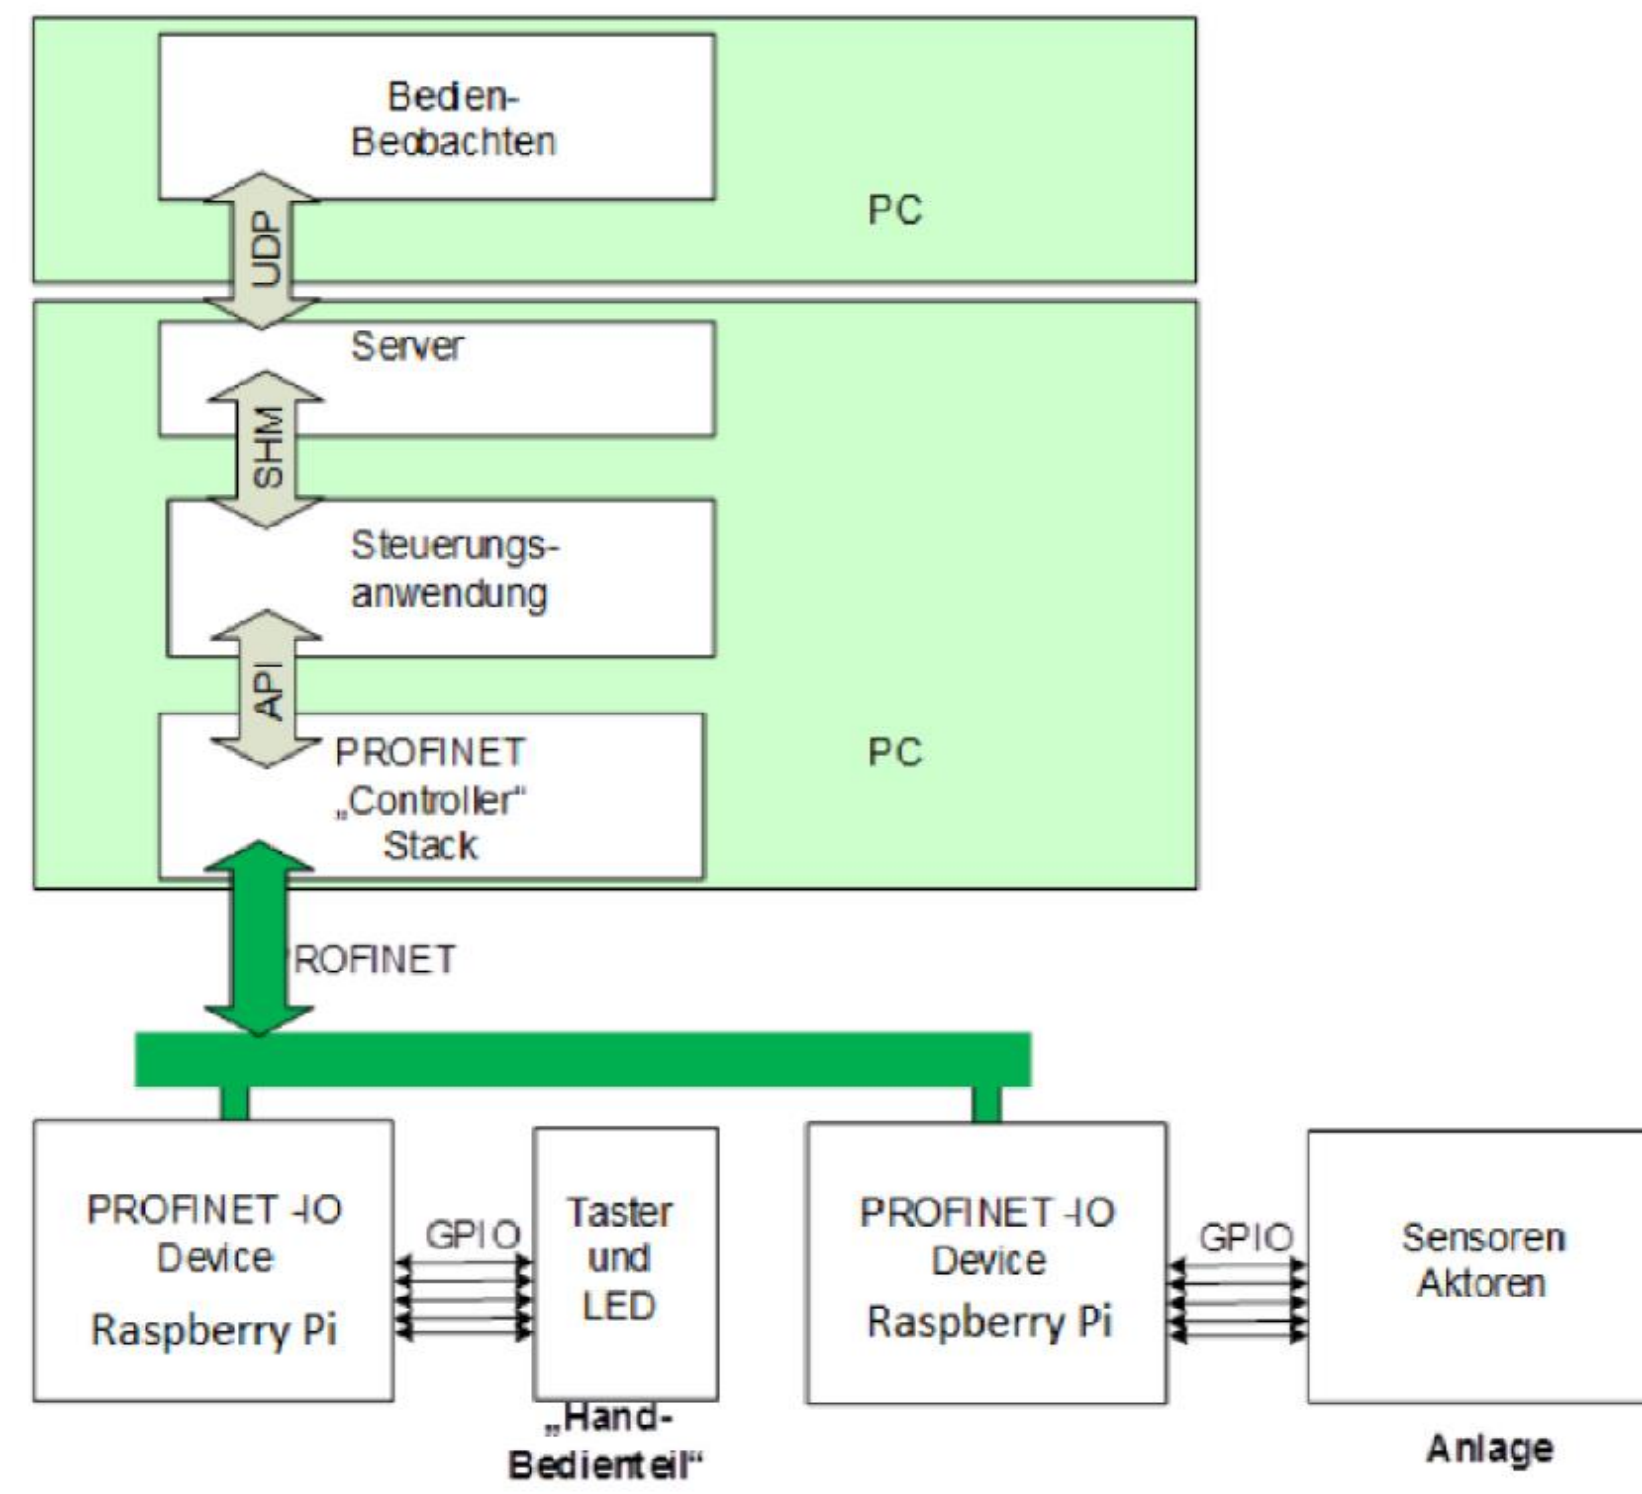 Bedien-
Beobachten
PC
UDP
Server
SHM
Steuerungs-
anwendung
API
PROFINET
„Controller“
Stack
PC
ROFINET
PROFINET -IO
Device
Raspberry Pi
GPIO
Taster
und
LED
„Hand-
Bedienteil“
PROFINET -IO
Device
Raspberry Pi
GPIO
Sensoren
Aktoren
Anlage